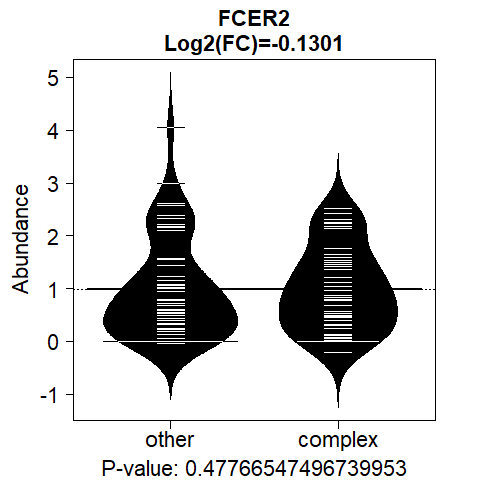 FCER2
Log2(FC)=-0.1301
Abundance
5
4
3
2
1
0
-1
other complex
P-value: 0.47766547496739953